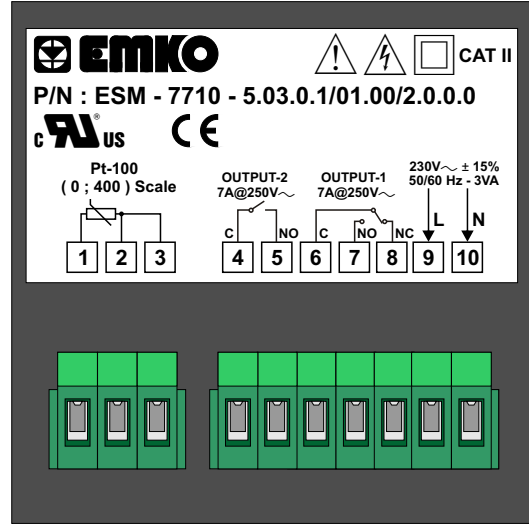 EMKO
CAT II
P/N : ESM - 7710 - 5.03.0.1/01.00/2.0.0.0
c RU ® US CE
Pt-100
( 0 ; 400 ) Scale
OUTPUT-2
7A@250V~
OUTPUT-1
7A@250V~
230V~ ± 15%
50/60 Hz - 3VA
L N
C NO C NO NC
1 2 3 4 5 6 7 8 9 10